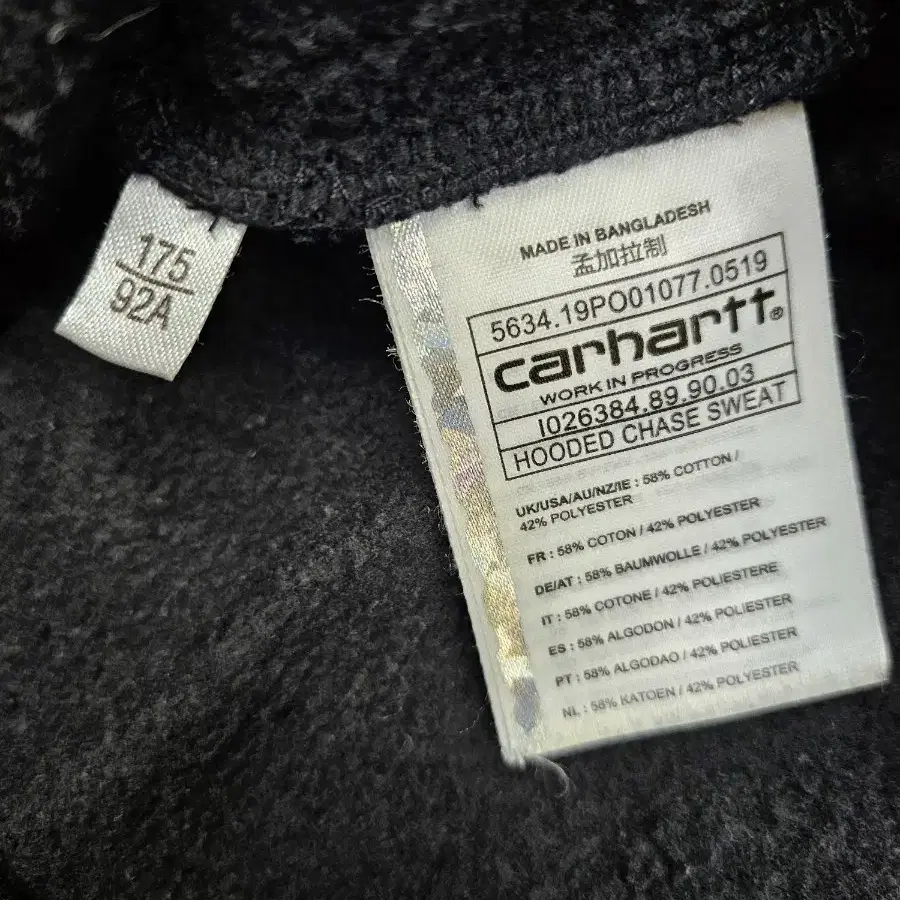 175
92A
MADE IN BANGLADESH
孟加拉制
5634.19PO01077.0519
carhartt®
WORK IN PROGRESS
I026384.89.90.03
HOODED CHASE SWEAT
UK/USA/AU/NZ/IE : 58% COTTON /
42% POLYESTER
FR : 58% COTON / 42% POLYESTER
DE/AT : 58% BAUMWOLLE / 42% POLYESTER
IT : 58% COTONE / 42% POLIESTERE
ES : 58% ALGODON / 42% POLIESTER
PT : 58% ALGODAO / 42% POLIESTER
NL : 58% KATOEN / 42% POLYESTER